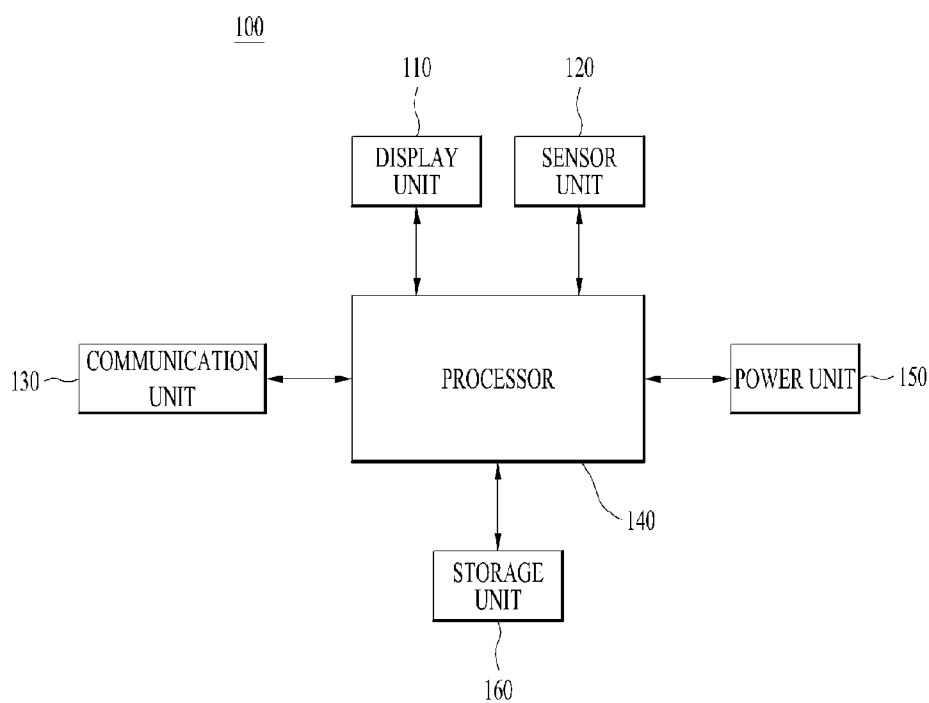 100
110
120
DISPLAY
UNIT
SENSOR
UNIT
130
COMMUNICATION
UNIT
PROCESSOR
POWER UNIT
150
140
STORAGE
UNIT
160